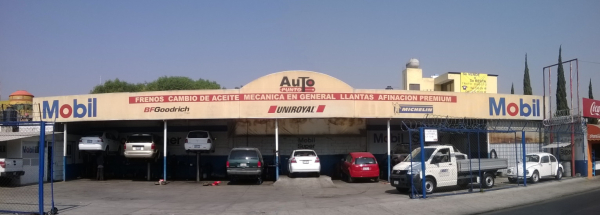 AUTO
PUNTO
FRENOS CAMBIO DE ACEITE MECANICA EN GENERAL LLANTAS AFINACION PREMIUM
Mobil
BFGoodrich
UNIROYAL
MICHELIN
Mobil